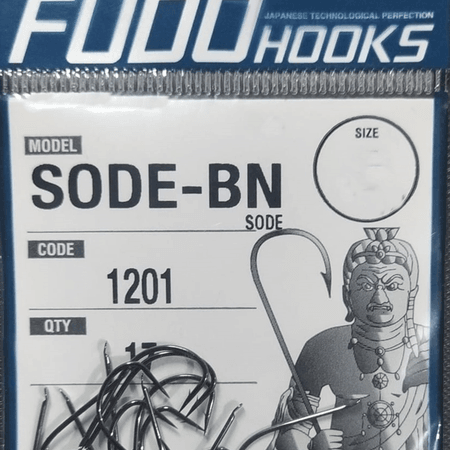 FUDO HOOKS
JAPANESE TECHNOLOGICAL PERFECTION
MODEL
SODE-BN
SODE
SIZE
CODE
1201
QTY